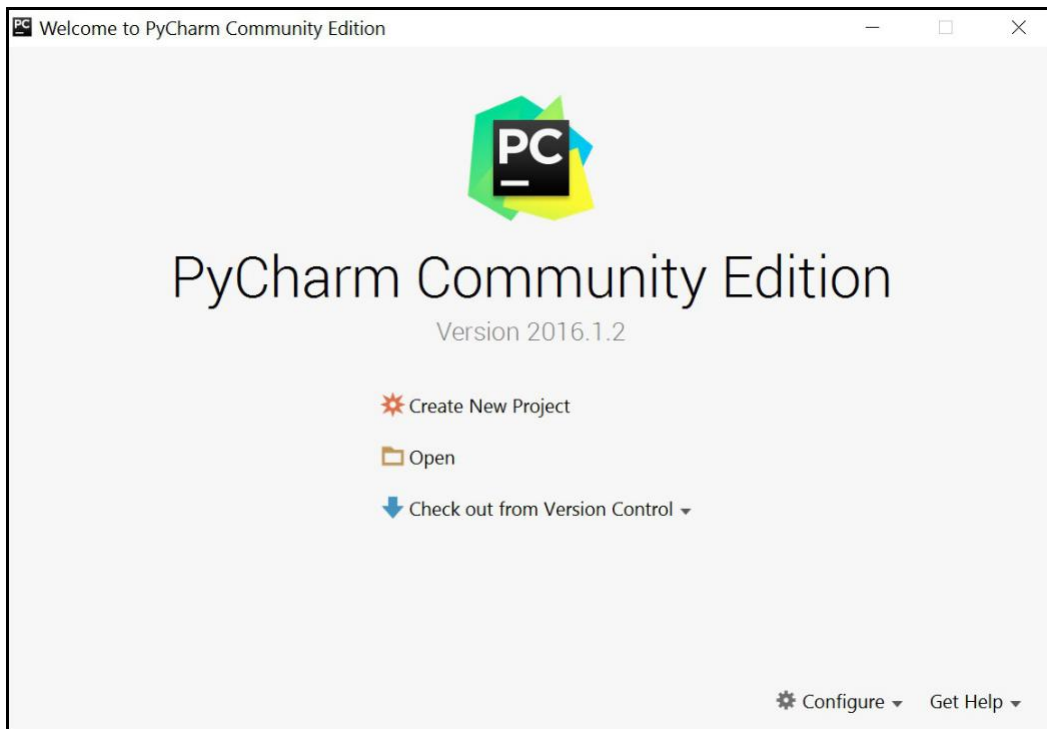 PC Welcome to PyCharm Community Edition
PC
PyCharm Community Edition
Version 2016.1.2
Create New Project
Open
Check out from Version Control
Configure Get Help